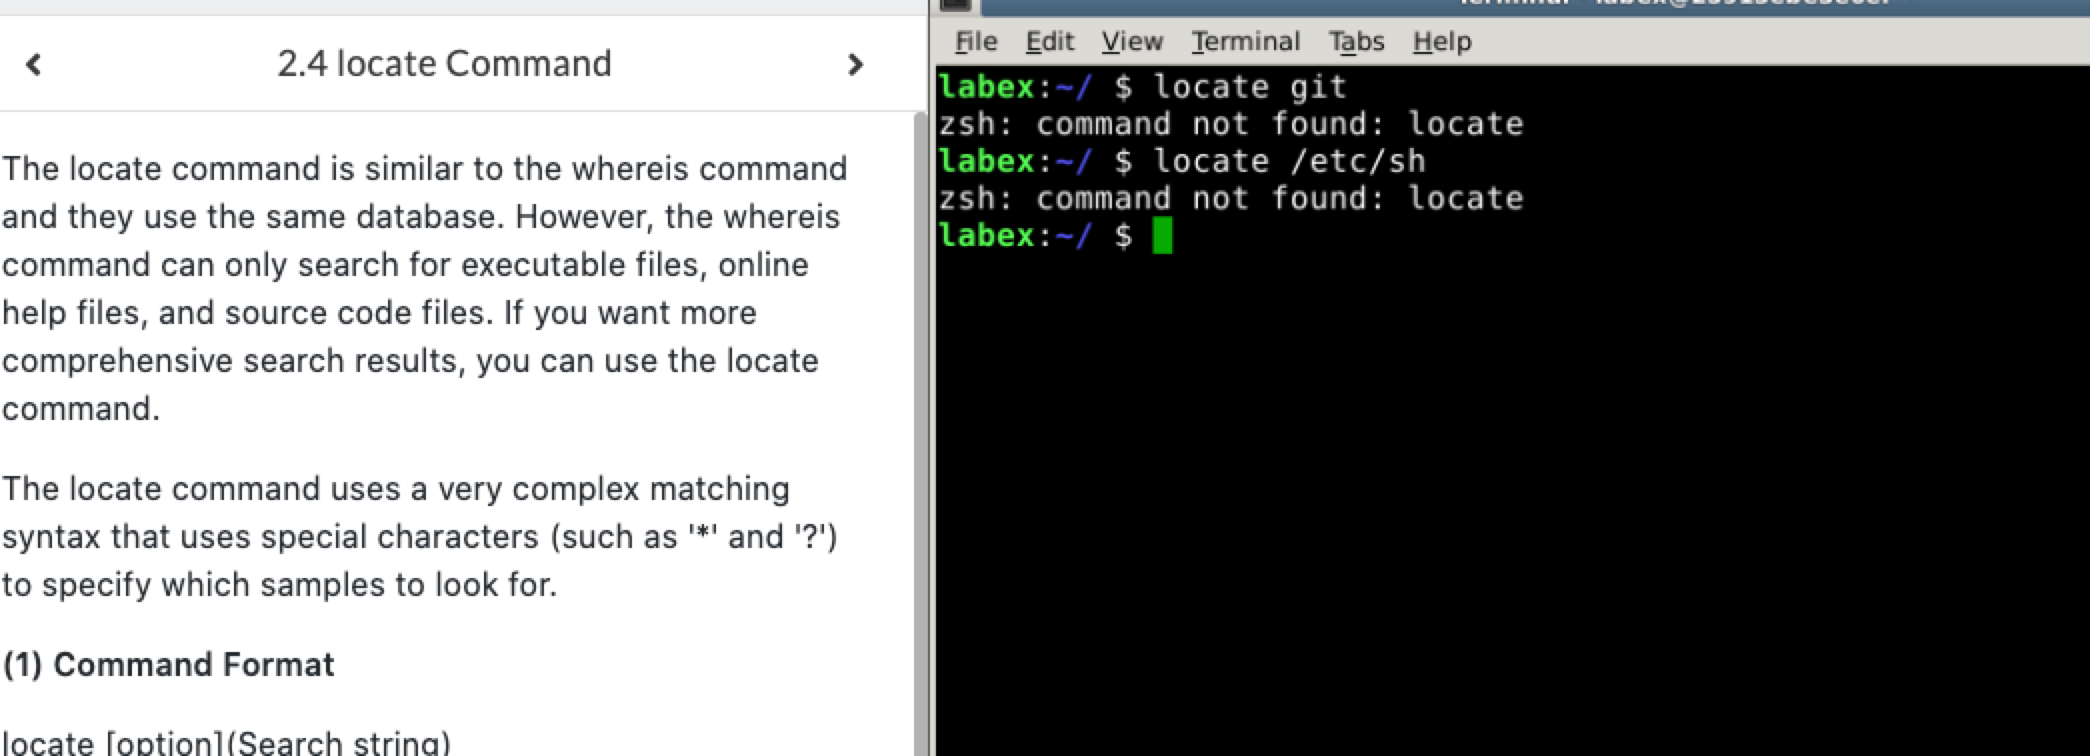 2.4 locate Command
The locate command is similar to the whereis command
and they use the same database. However, the whereis
command can only search for executable files, online
help files, and source code files. If you want more
comprehensive search results, you can use the locate
command.
The locate command uses a very complex matching
syntax that uses special characters (such as '*' and '?')
to specify which samples to look for.
(1) Command Format
locate [option](Search string)
File Edit View Terminal Tabs Help
labex:~/ $ locate git
zsh: command not found: locate
labex:~/ $ locate /etc/sh
zsh: command not found: locate
labex:~/ $